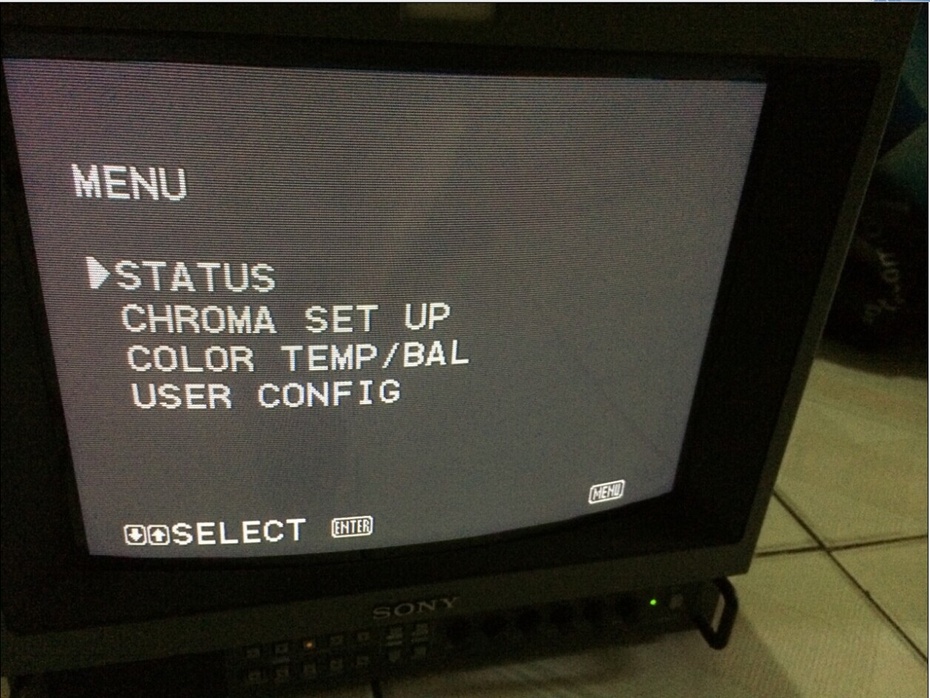 MENU
▶STATUS
CHROMA SET UP
COLOR TEMP/BAL
USER CONFIG
MENU
⬇⬆SELECT ENTER
SONY